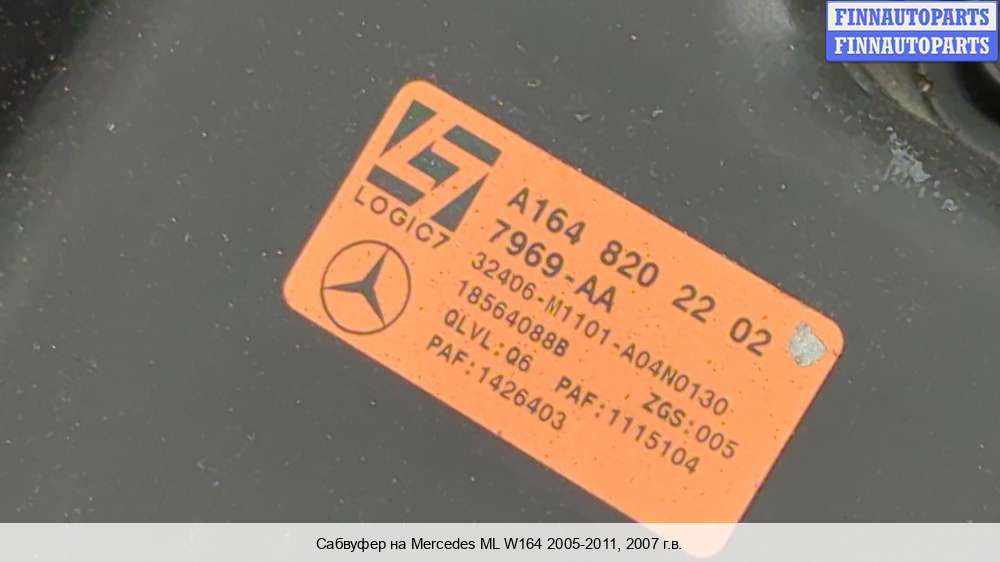 FINNAUTOPARTS
FINNAUTOPARTS
LOGIC7
A164 820 22 02
7969-AA
32406-M1101-A04N0130
18564088B ZGS:005
QLVL:Q6 PAF:1115104
PAF:1426403
Сабвуфер на Mercedes ML W164 2005-2011, 2007 г.в.